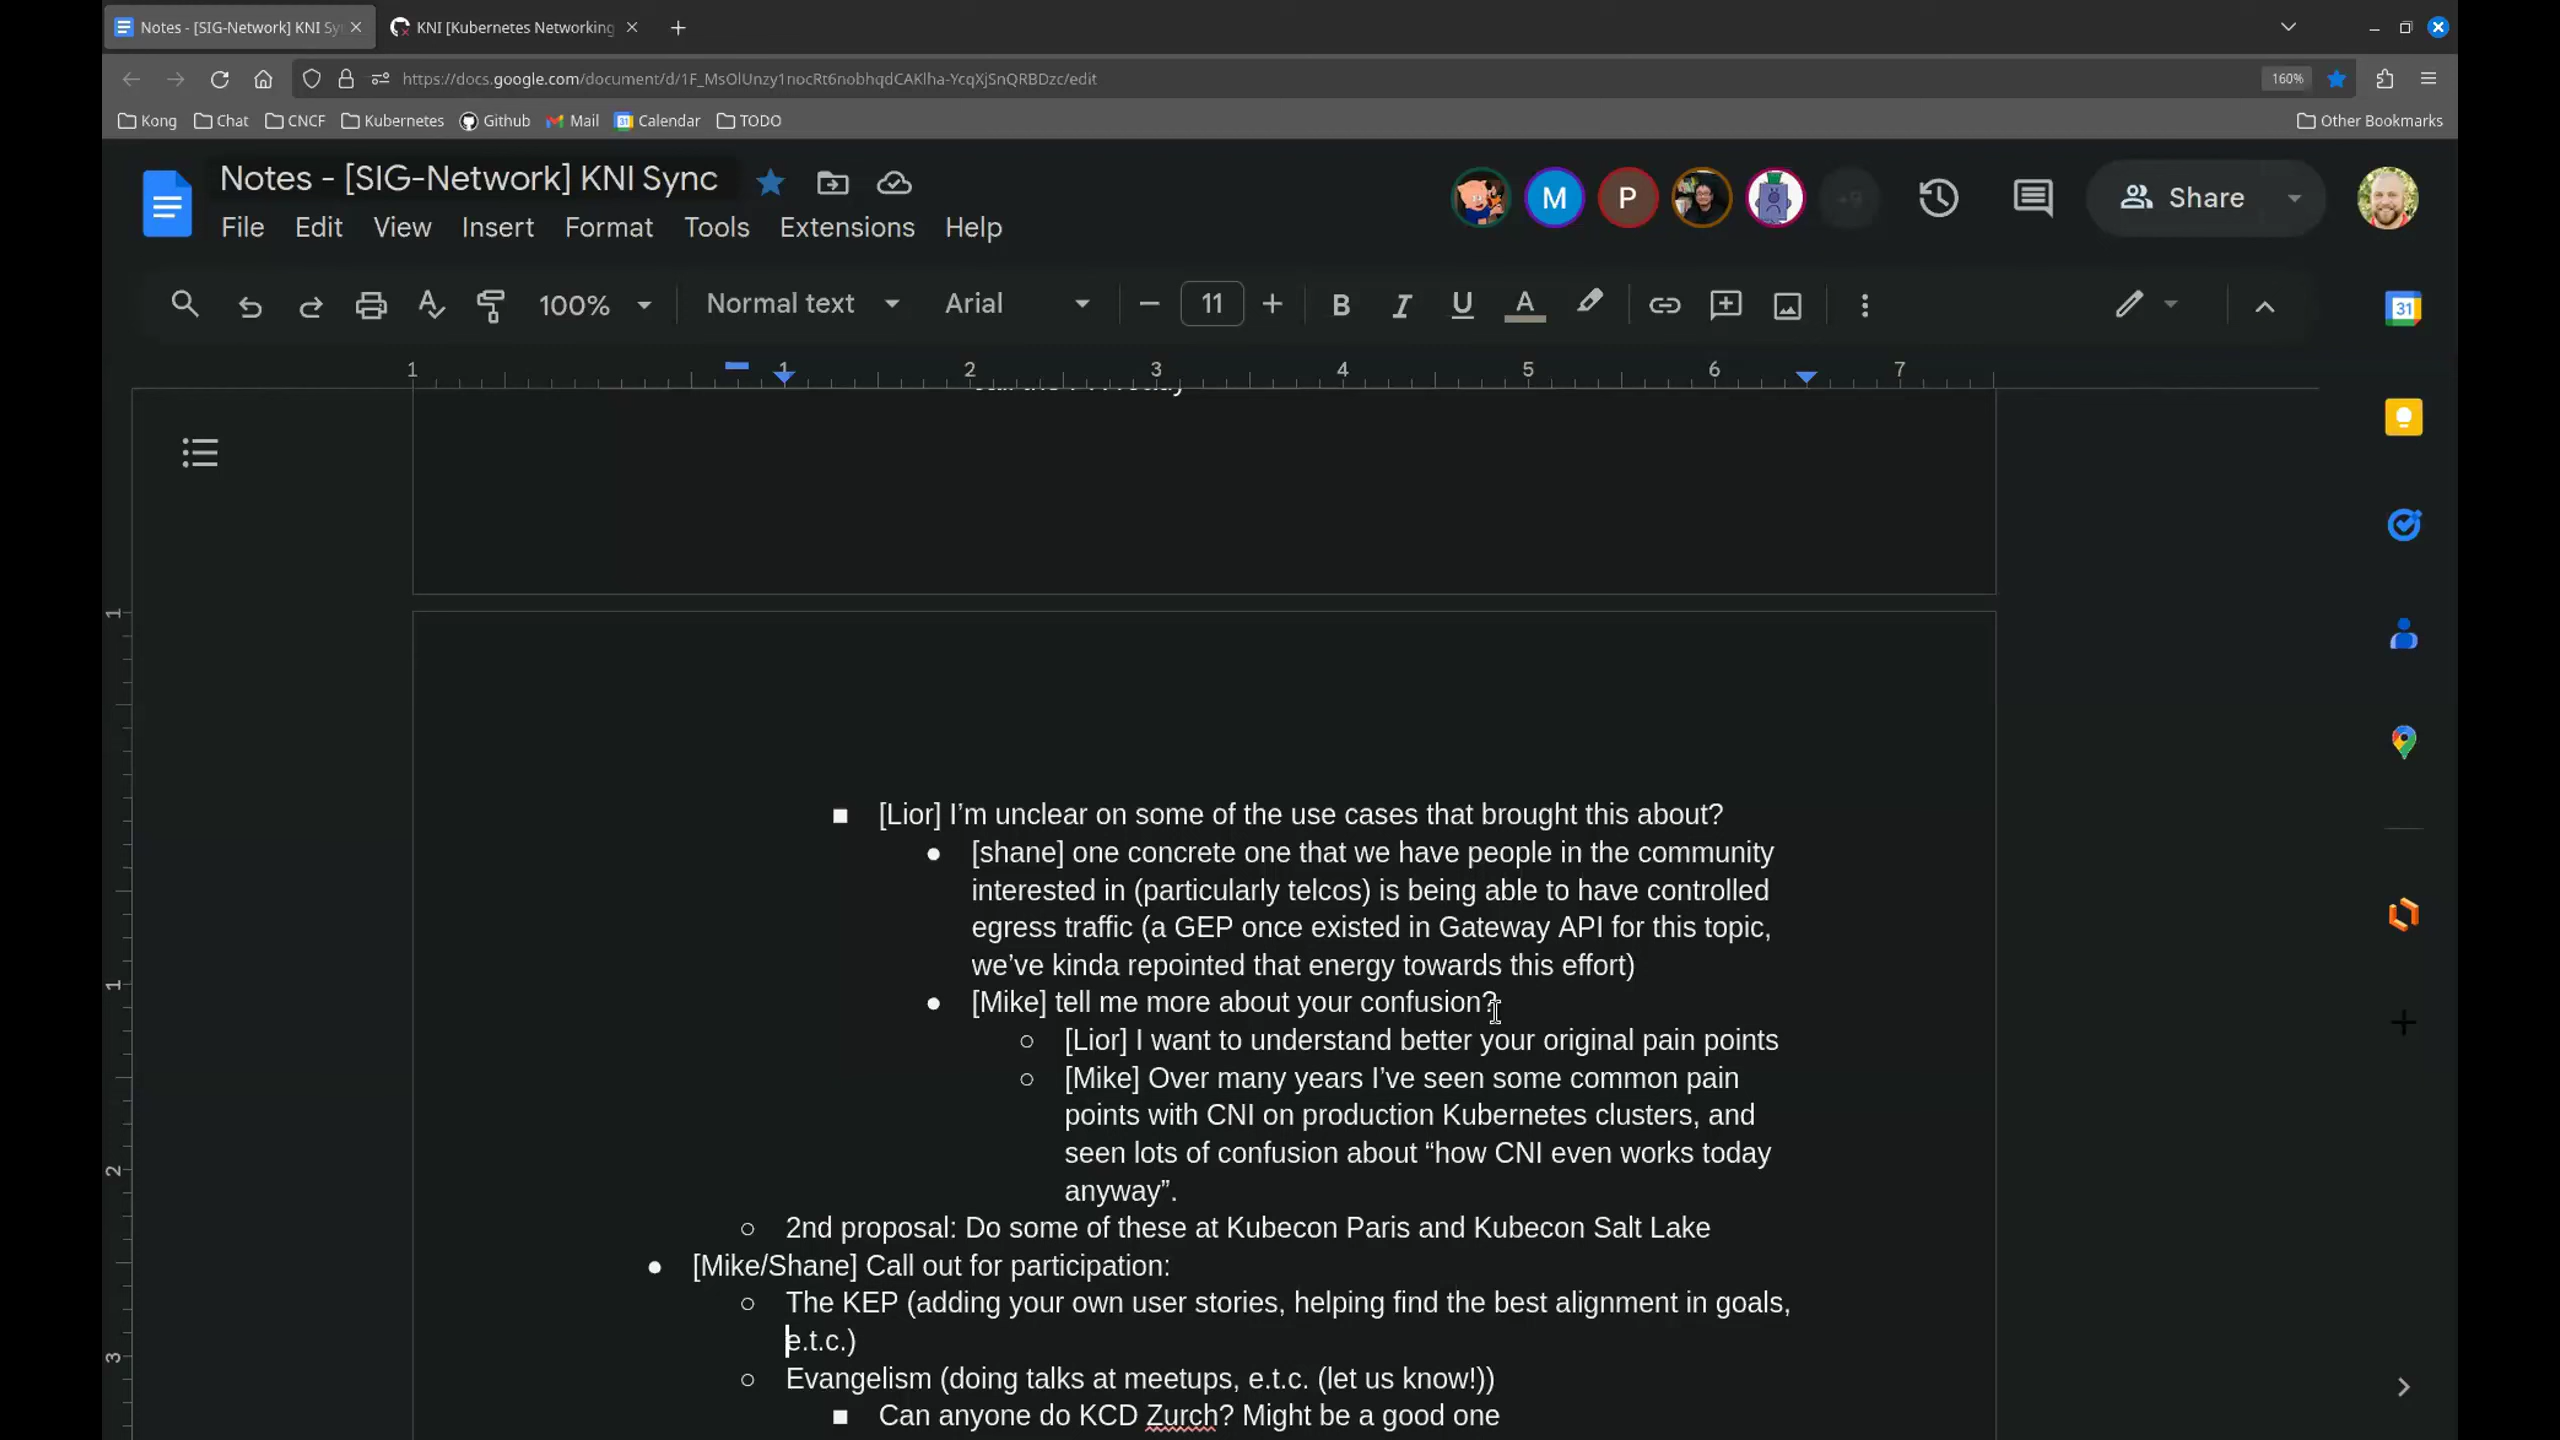 Notes - [SIG-Network] KNI Sy
KNI [Kubernetes Networking
https://docs.google.com/document/d/1F_MsOlUnzy1nocRt6nobhqdCAKlha-YcqXjSnQRBDzc/edit
160%
Kong
Chat
CNCF
Kubernetes
Github
Mail
Calendar
TODO
Other Bookmarks
Notes - [SIG-Network] KNI Sync
M
P
+9
Share
File
Edit
View
Insert
Format
Tools
Extensions
Help
100%
Normal text
Arial
11
B
I
U
A
31
1
1
2
3
4
5
6
7
1
1
2
3
[Lior] I’m unclear on some of the use cases that brought this about?
[shane] one concrete one that we have people in the community
interested in (particularly telcos) is being able to have controlled
egress traffic (a GEP once existed in Gateway API for this topic,
we’ve kinda repointed that energy towards this effort)
[Mike] tell me more about your confusion?
[Lior] I want to understand better your original pain points
[Mike] Over many years I’ve seen some common pain
points with CNI on production Kubernetes clusters, and
seen lots of confusion about “how CNI even works today
anyway”.
2nd proposal: Do some of these at Kubecon Paris and Kubecon Salt Lake
[Mike/Shane] Call out for participation:
The KEP (adding your own user stories, helping find the best alignment in goals,
e.t.c.)
Evangelism (doing talks at meetups, e.t.c. (let us know!))
Can anyone do KCD Zurch? Might be a good one